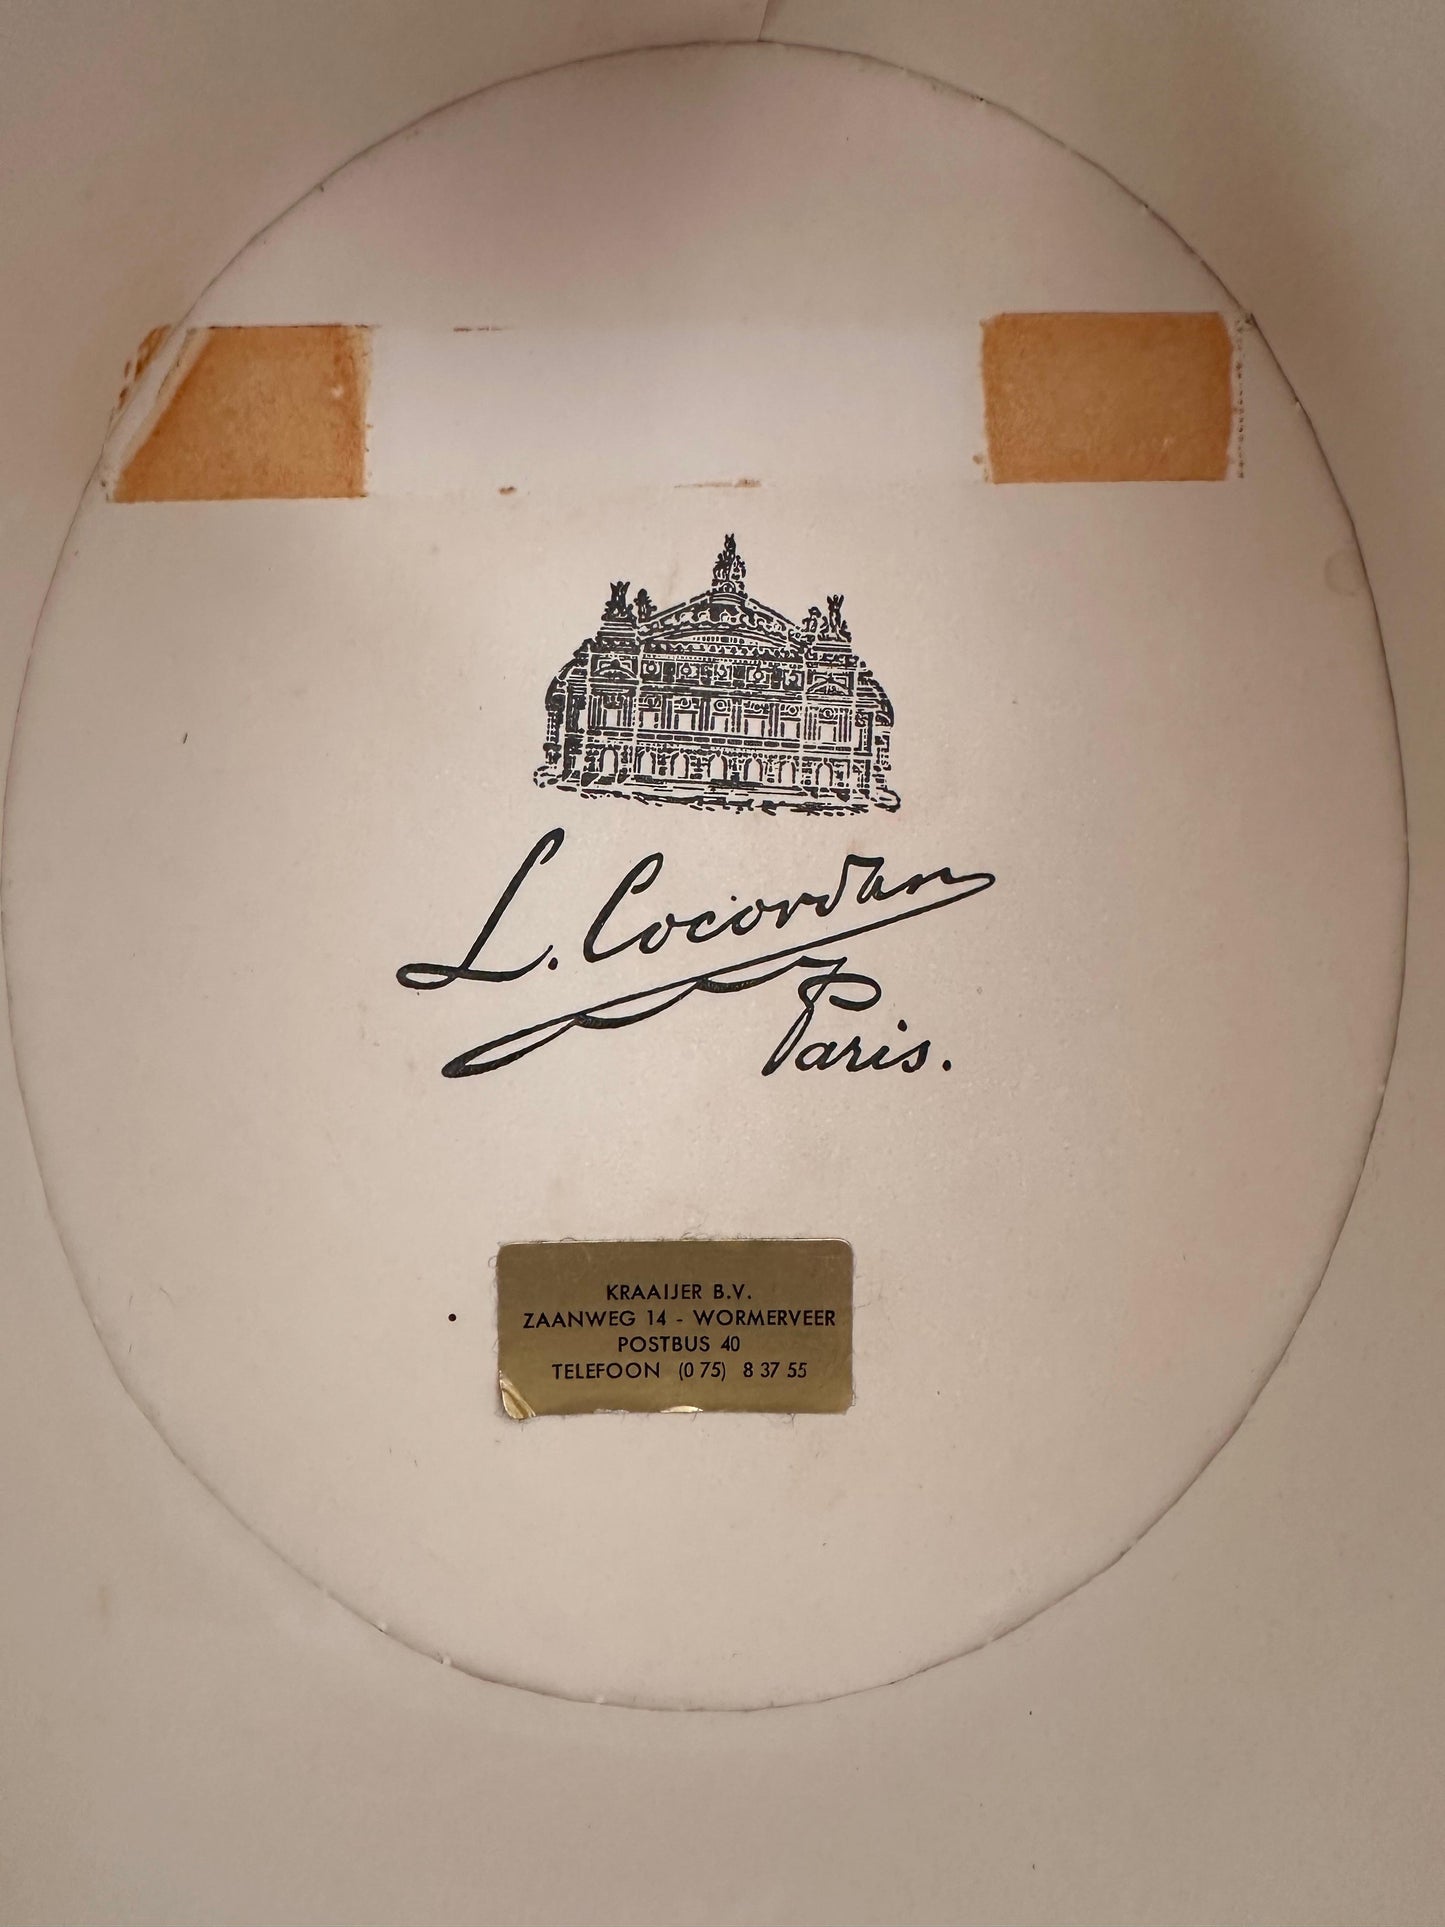 L. Cocordan
Paris.
KRAAIJER B.V.
ZAANWEG 14 - WORMERVEER
POSTBUS 40
TELEFOON (0 75) 8 37 55